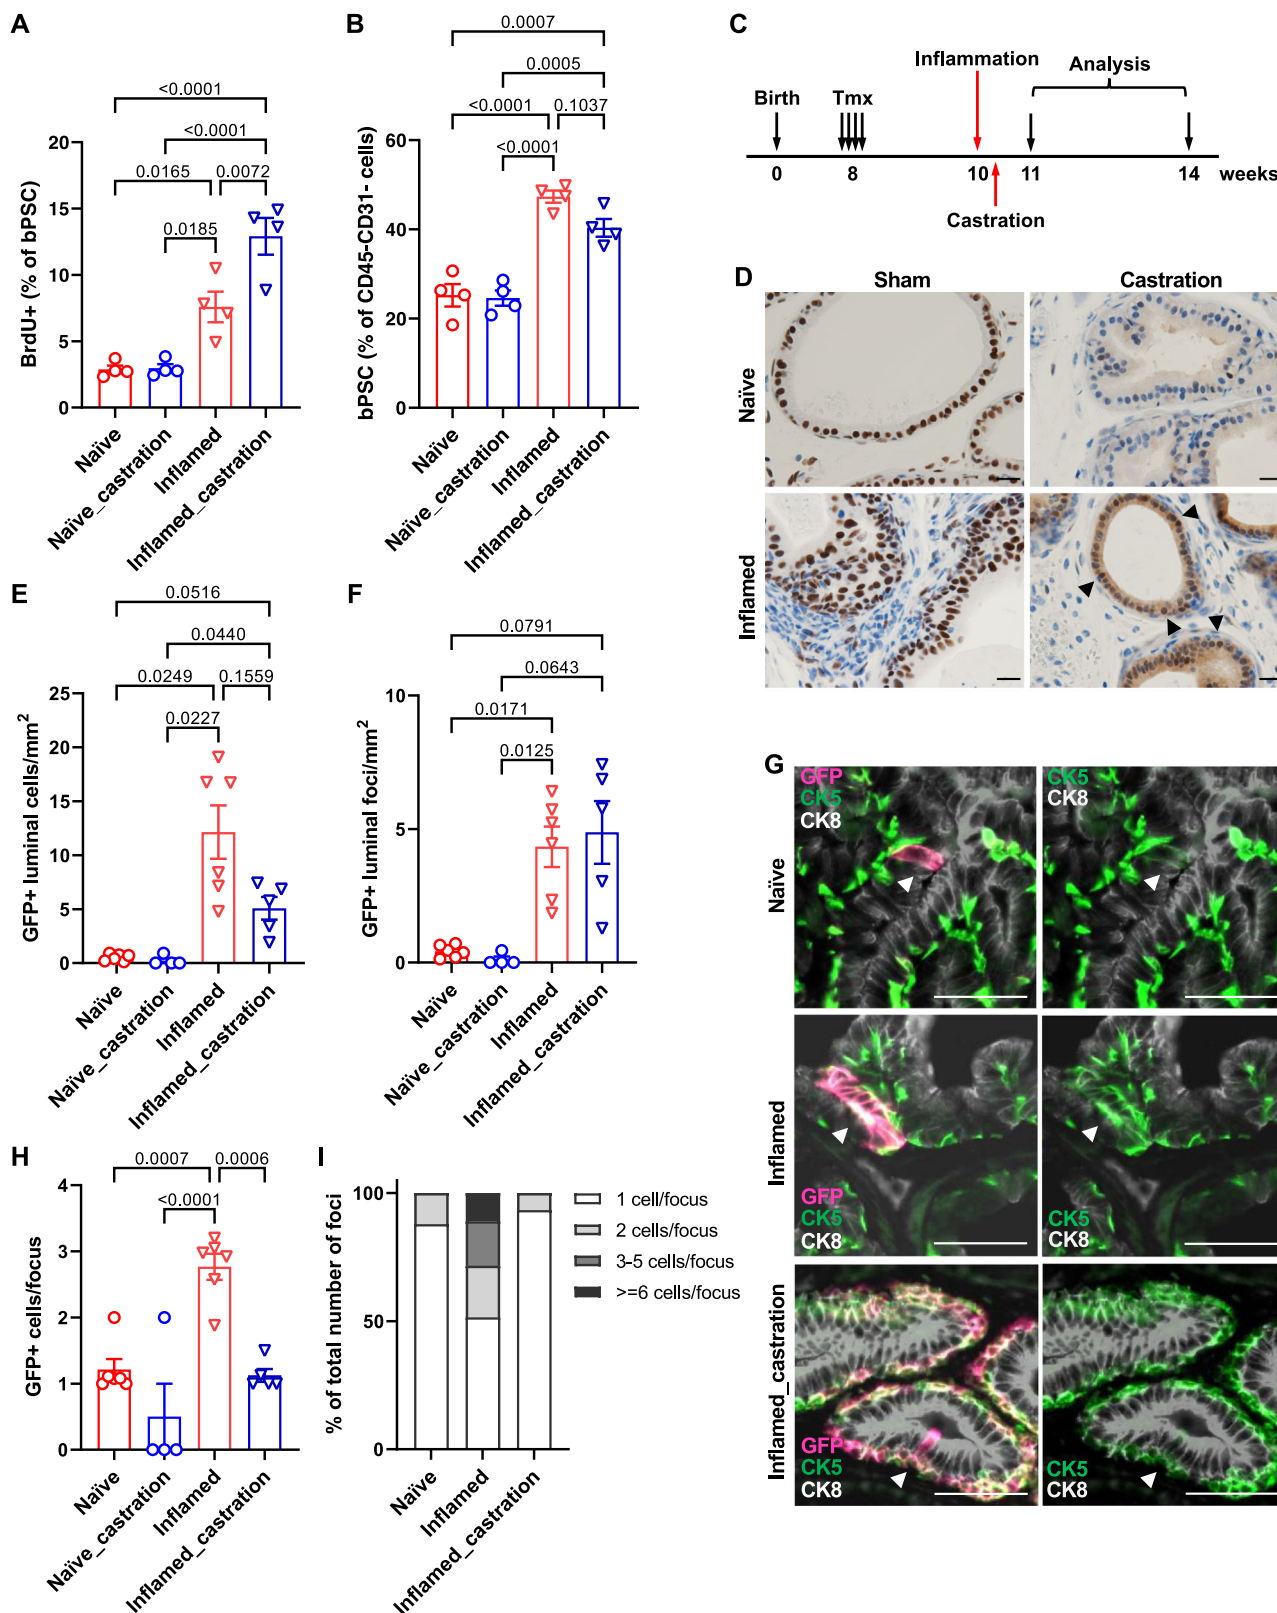 A
<0.0001
<0.0001
0.0165
0.0072
0.0185
BrdU+ (% of bPSC)
20
15
10
5
0
Naïve
Naïve_castration
Inflamed
Inflamed_castration
B
0.0007
0.0005
<0.0001
0.1037
<0.0001
bPSC (% of CD45-CD31- cells)
60
40
20
0
Naïve
Naïve_castration
Inflamed
Inflamed_castration
C
Inflammation
Analysis
Birth
Tmx
0
8
10
11
14
weeks
Castration
D
Sham
Castration
Naïve
Inflamed
E
0.0516
0.0440
0.0249
0.1559
0.0227
GFP+ luminal cells/mm²
25
20
15
10
5
0
Naïve
Naïve_castration
Inflamed
Inflamed_castration
F
0.0791
0.0643
0.0171
0.0125
GFP+ luminal foci/mm²
10
5
0
Naïve
Naïve_castration
Inflamed
Inflamed_castration
G
Naïve
GFP
CK5
CK8
CK5
CK8
Inflamed
GFP
CK5
CK8
CK5
CK8
Inflamed_castration
GFP
CK5
CK8
CK5
CK8
H
0.0007
0.0006
<0.0001
GFP+ cells/focus
4
3
2
1
0
Naïve
Naïve_castration
Inflamed
Inflamed_castration
I
% of total number of foci
100
50
0
Naïve
Inflamed
Inflamed_castration
1 cell/focus
2 cells/focus
3-5 cells/focus
>=6 cells/focus